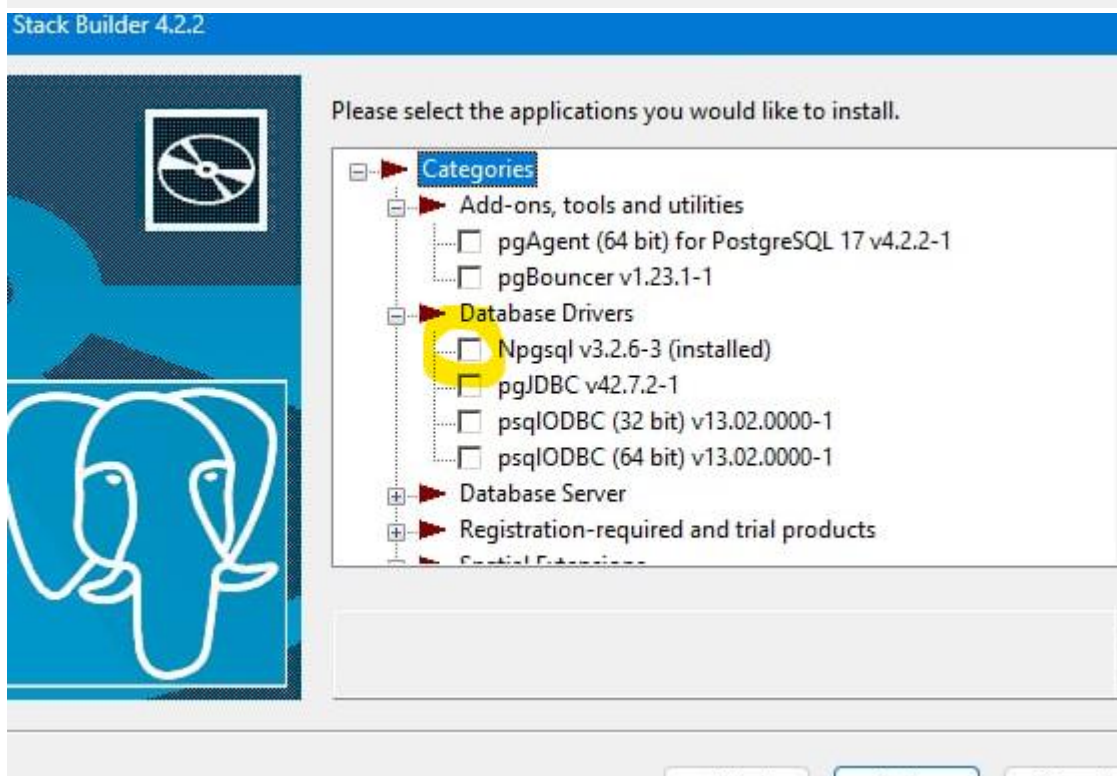 Stack Builder 4.2.2
Please select the applications you would like to install.
Categories
Add-ons, tools and utilities
pgAgent (64 bit) for PostgreSQL 17 v4.2.2-1
pgBouncer v1.23.1-1
Database Drivers
Npgsql v3.2.6-3 (installed)
pgJDBC v42.7.2-1
psqlODBC (32 bit) v13.02.0000-1
psqlODBC (64 bit) v13.02.0000-1
Database Server
Registration-required and trial products
Spatial Extensions